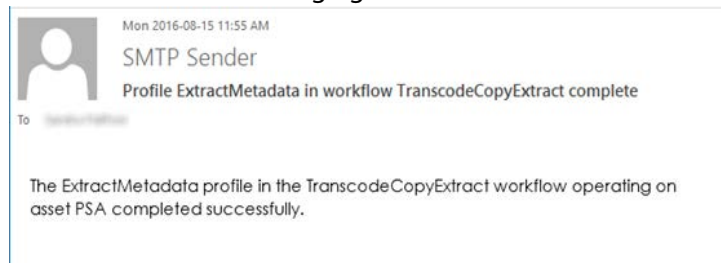 Mon 2016-08-15 11:55 AM
SMTP Sender
Profile ExtractMetadata in workflow TranscodeCopyExtract complete
To
The ExtractMetadata profile in the TranscodeCopyExtract workflow operating on
asset PSA completed successfully.